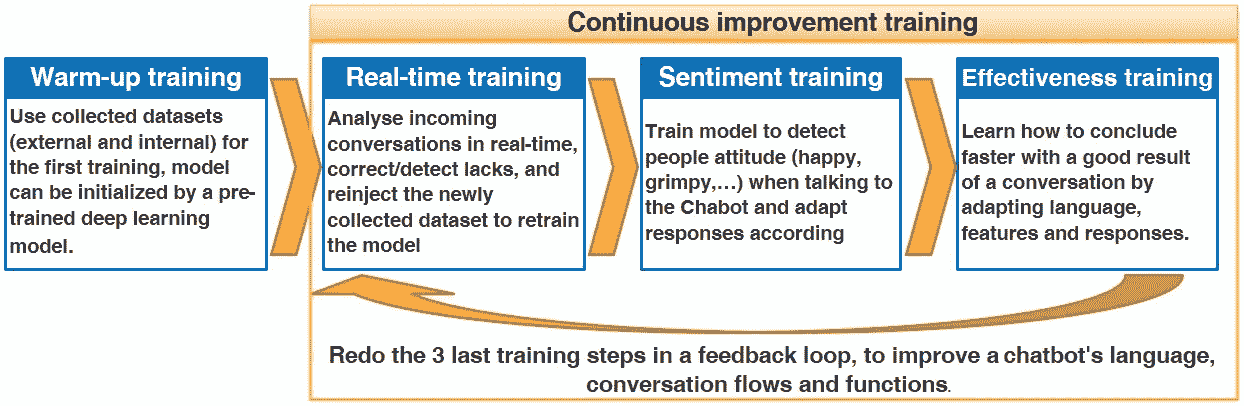 Continuous improvement training
Warm-up training
Use collected datasets
(external and internal) for
the first training, model
can be initialized by a pre-
trained deep learning
model.
Real-time training
Analyse incoming
conversations in real-time,
correct/detect lacks, and
reinject the newly
collected dataset to retrain
the model
Sentiment training
Train model to detect
people attitude (happy,
grimpy,...) when talking to
the Chabot and adapt
responses according
Effectiveness training
Learn how to conclude
faster with a good result
of a conversation by
adapting language,
features and responses.
Redo the 3 last training steps in a feedback loop, to improve a chatbot's language,
conversation flows and functions.